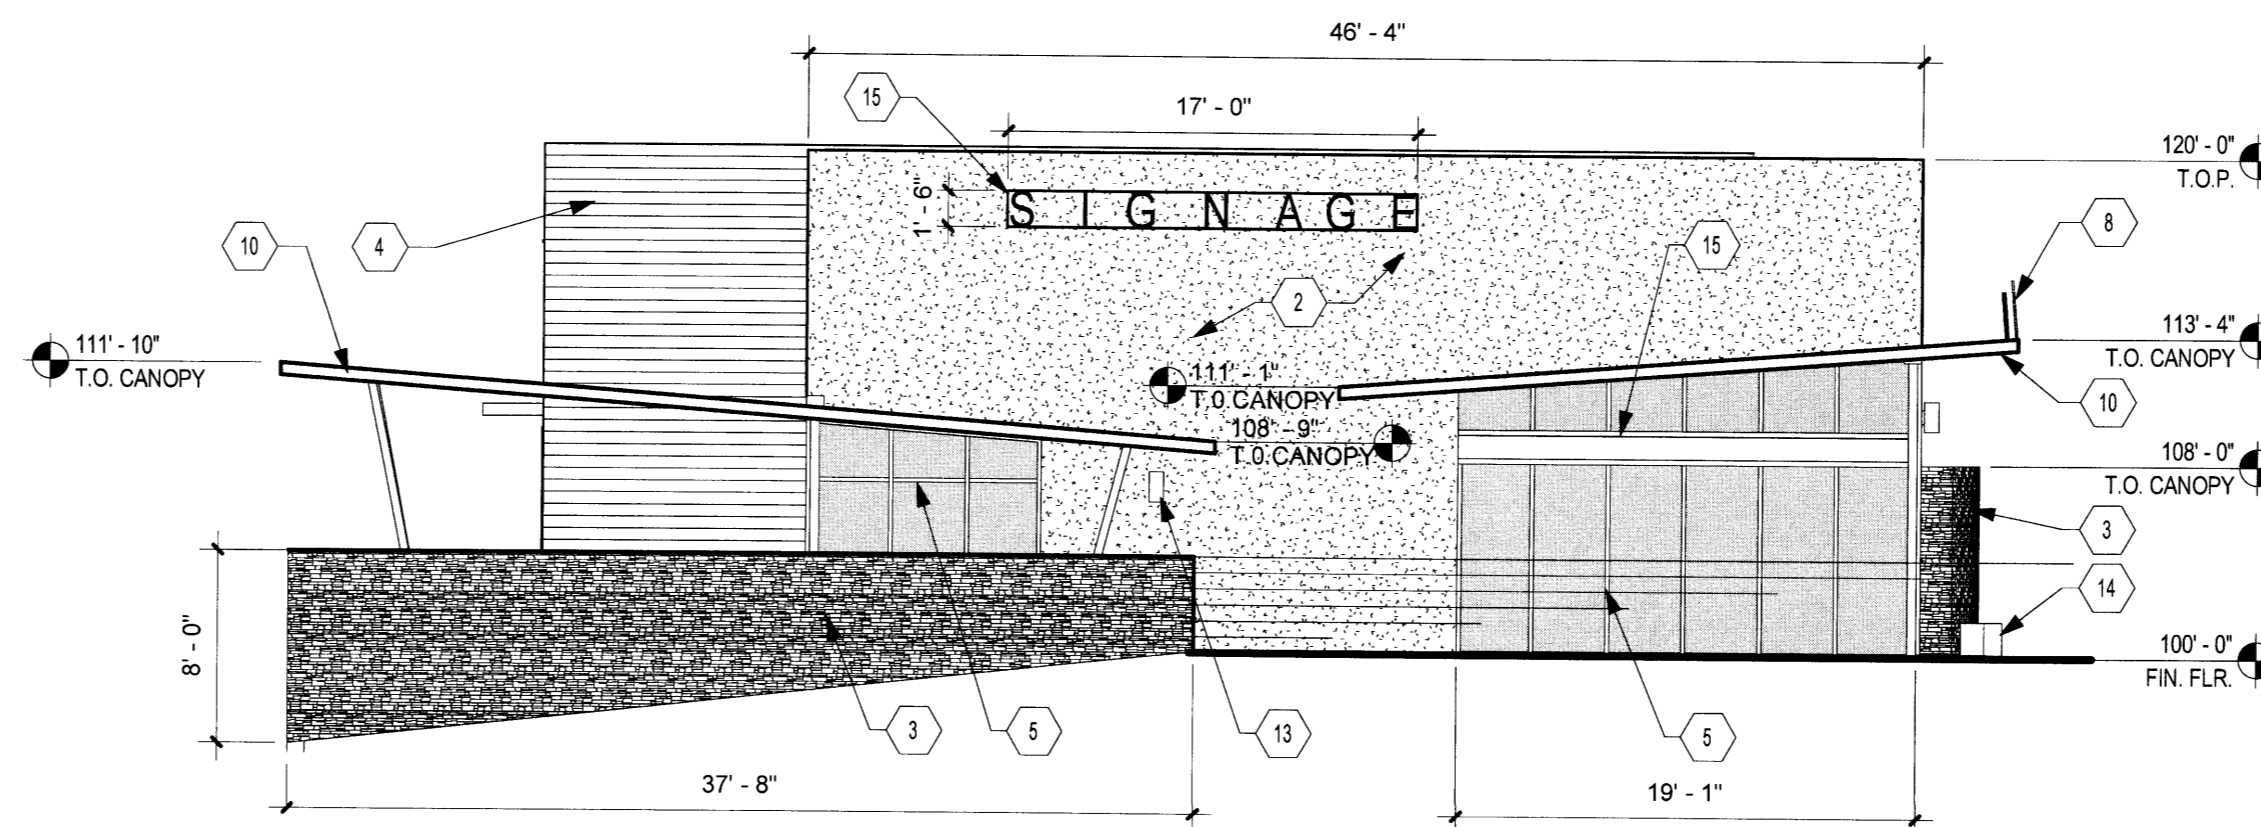 46' - 4"
15
17' - 0"
120' - 0"
T.O.P.
1' - 6"
S I G N A G E
8
10
4
15
2
111' - 10"
T.O. CANOPY
113' - 4"
T.O. CANOPY
111' - 1"
T.0 CANOPY
10
108' - 9"
T.0 CANOPY
108' - 0"
T.O. CANOPY
3
14
8' - 0"
100' - 0"
FIN. FLR.
3
5
13
5
37' - 8"
19' - 1"